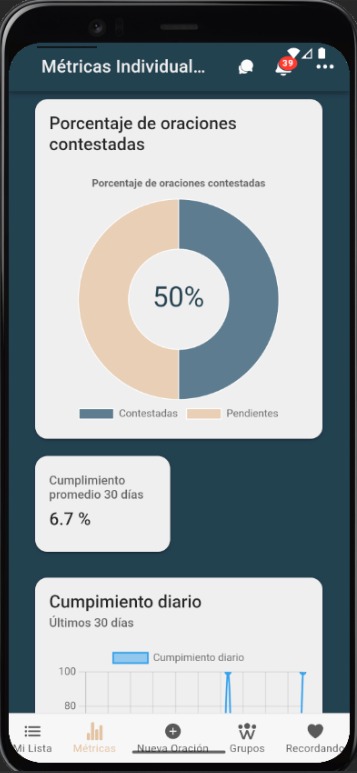 Métricas Individual...
39
Porcentaje de oraciones
contestadas
Porcentaje de oraciones contestadas
50%
Contestadas
Pendientes
Cumplimiento
promedio 30 días
6.7 %
Cumpimiento diario
Últimos 30 días
Cumpimiento diario
100
80
Mi Lista
Métricas
Nueva Oración
Grupos
Recordando